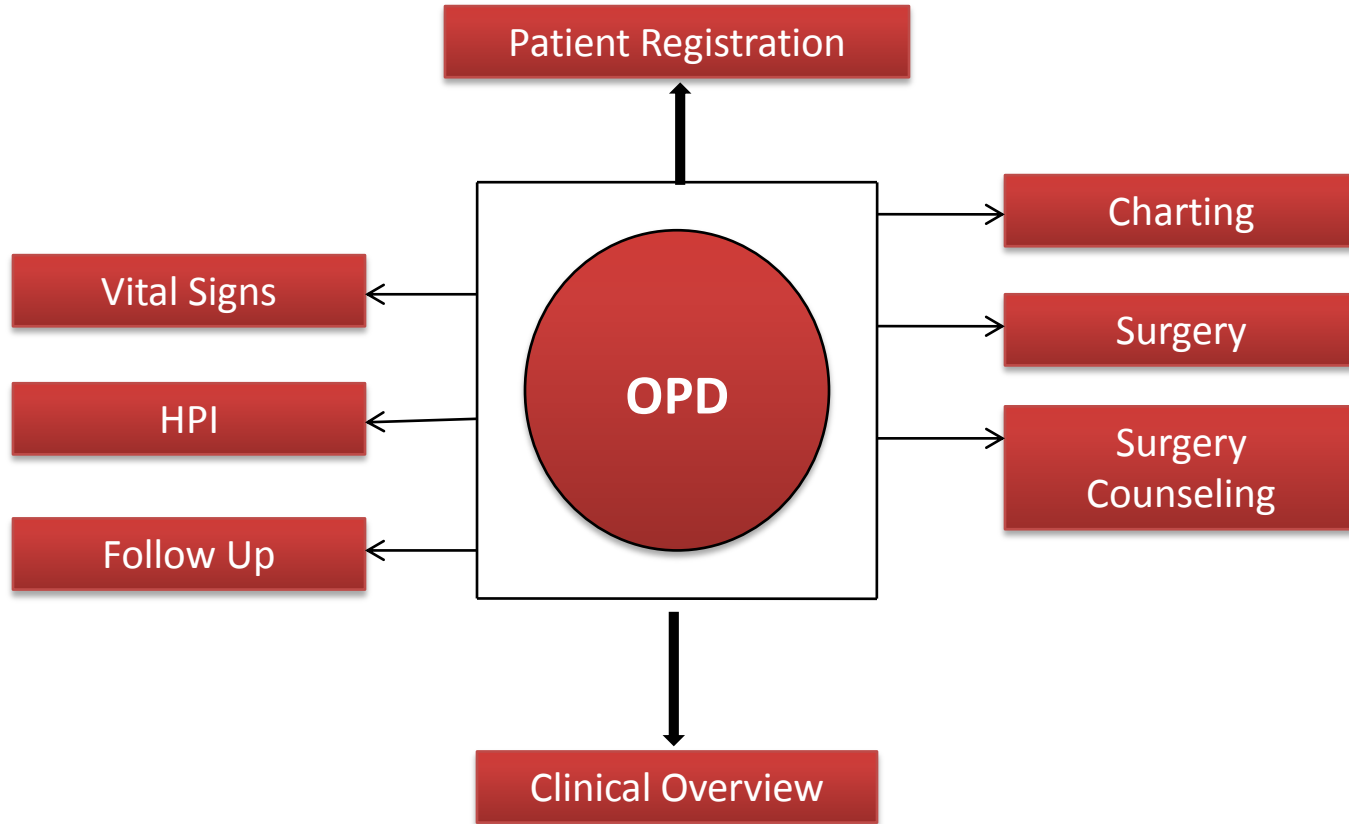 Patient Registration
Charting
Vital Signs
Surgery
HPI
OPD
Surgery
Counseling
Follow Up
Clinical Overview